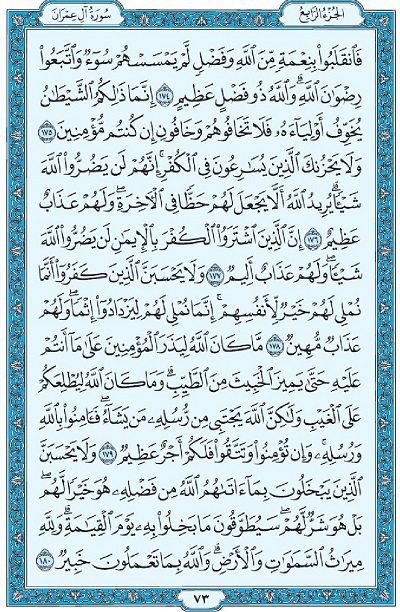 الجزء الرابع
سورة آل عمران
فَٱنقَلَبُوا۟ بِنِعْمَةٍ مِّنَ ٱللَّهِ وَفَضْلٍ لَّمْ يَمْسَسْهُمْ سُوٓءٌ وَٱتَّبَعُوا۟
رِضْوَٰنَ ٱللَّهِ ۗ وَٱللَّهُ ذُو فَضْلٍ عَظِيمٍ ١٧٤ إِنَّمَا ذَٰلِكُمُ ٱلشَّيْطَٰنُ
يُخَوِّفُ أَوْلِيَآءَهُۥ فَلَا تَخَافُوهُمْ وَخَافُونِ إِن كُنتُم مُّؤْمِنِينَ ١٧٥
وَلَا يَحْزُنكَ ٱلَّذِينَ يُسَٰرِعُونَ فِى ٱلْكُفْرِ ۚ إِنَّهُمْ لَن يَضُرُّوا۟ ٱللَّهَ
شَيْـًٔا ۗ يُرِيدُ ٱللَّهُ أَلَّا يَجْعَلَ لَهُمْ حَظًّا فِى ٱلْـَٔاخِرَةِ ۖ وَلَهُمْ عَذَابٌ
عَظِيمٌ ١٧٦ إِنَّ ٱلَّذِينَ ٱشْتَرَوُا۟ ٱلْكُفْرَ بِٱلْإِيمَٰنِ لَن يَضُرُّوا۟ ٱللَّهَ
شَيْـًٔا ۖ وَلَهُمْ عَذَابٌ أَلِيمٌ ١٧٧ وَلَا يَحْسَبَنَّ ٱلَّذِينَ كَفَرُوٓا۟ أَنَّمَا
نُمْلِى لَهُمْ خَيْرٌ لِّأَنفُسِهِمْ ۚ إِنَّمَا نُمْلِى لَهُمْ لِيَزْدَادُوٓا۟ إِثْمًا ۚ وَلَهُمْ
عَذَابٌ مُّهِينٌ ١٧٨ مَّا كَانَ ٱللَّهُ لِيَذَرَ ٱلْمُؤْمِنِينَ عَلَىٰ مَآ أَنتُمْ
عَلَيْهِ حَتَّىٰ يَمِيزَ ٱلْخَبِيثَ مِنَ ٱلطَّيِّبِ ۗ وَمَا كَانَ ٱللَّهُ لِيُطْلِعَكُمْ
عَلَى ٱلْغَيْبِ وَلَٰكِنَّ ٱللَّهَ يَجْتَبِى مِن رُّسُلِهِۦ مَن يَشَآءُ ۖ فَـَٔامِنُوا۟ بِٱللَّهِ
وَرُسُلِهِۦ ۚ وَإِن تُؤْمِنُوا۟ وَتَتَّقُوا۟ فَلَكُمْ أَجْرٌ عَظِيمٌ ١٧٩ وَلَا يَحْسَبَنَّ
ٱلَّذِينَ يَبْخَلُونَ بِمَآ ءَاتَىٰهُمُ ٱللَّهُ مِن فَضْلِهِۦ هُوَ خَيْرًا لَّهُم ۖ
بَلْ هُوَ شَرٌّ لَّهُمْ ۖ سَيُطَوَّقُونَ مَا بَخِلُوا۟ بِهِۦ يَوْمَ ٱلْقِيَٰمَةِ ۗ وَلِلَّهِ
مِيرَٰثُ ٱلسَّمَٰوَٰتِ وَٱلْأَرْضِ ۗ وَٱللَّهُ بِمَا تَعْمَلُونَ خَبِيرٌ ١٨٠
٧٣